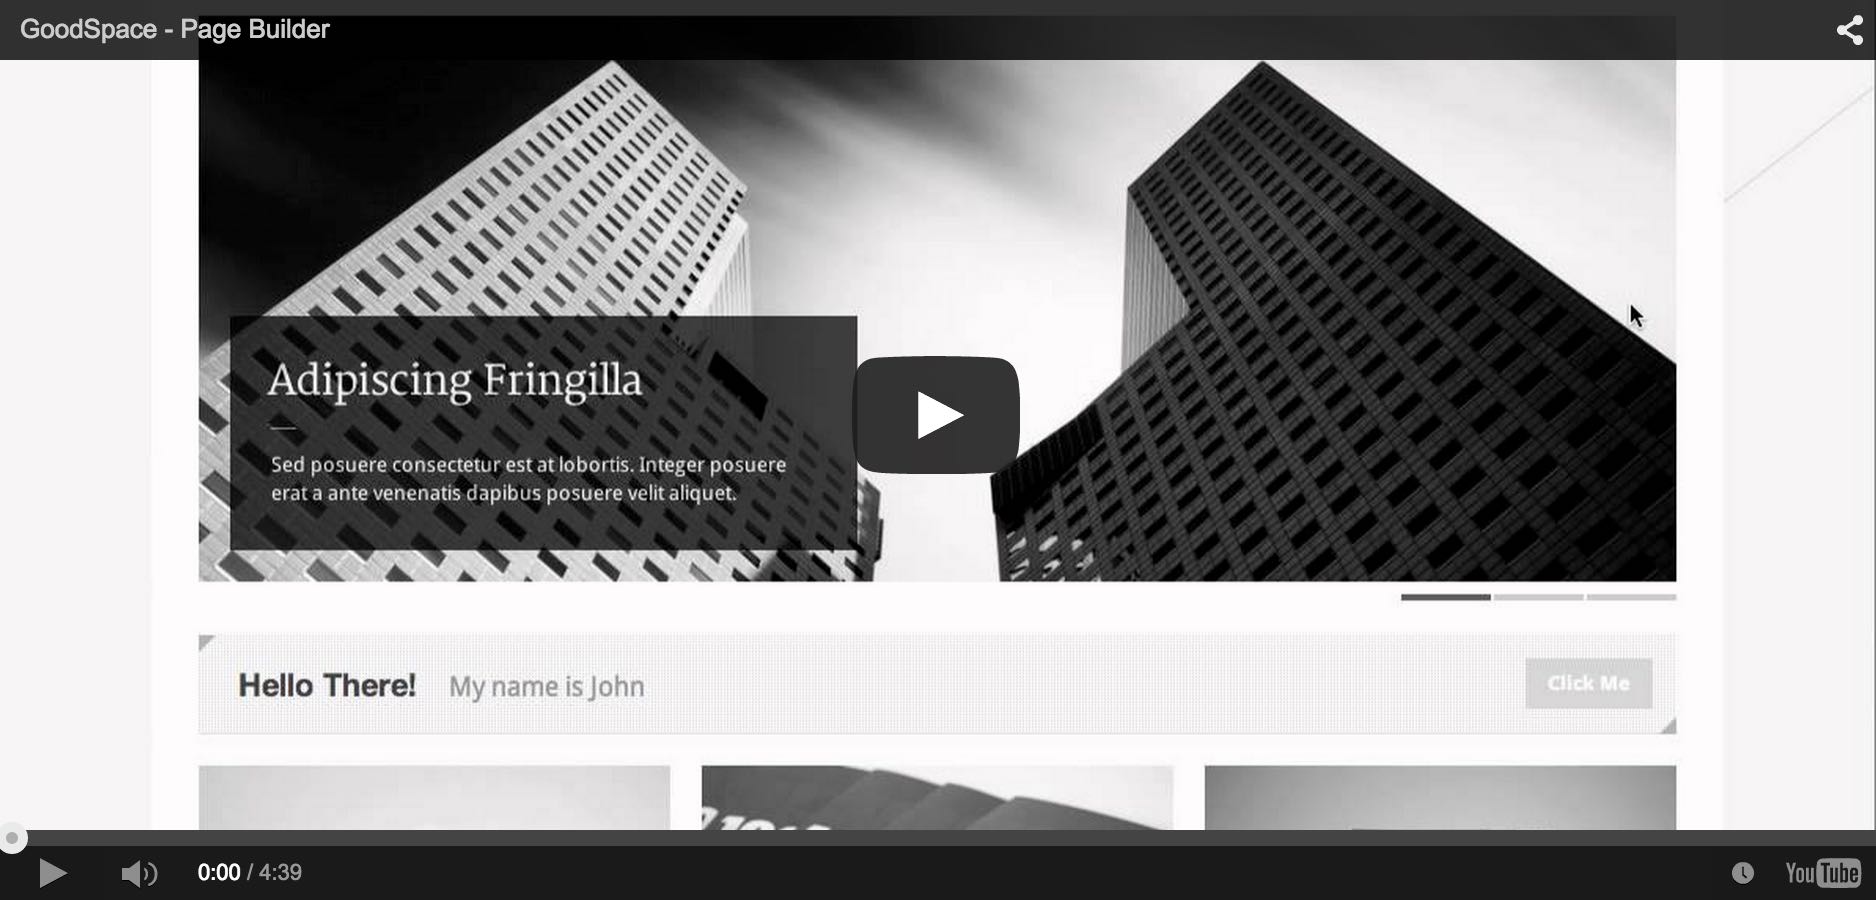 GoodSpace - Page Builder
Adipiscing Fringilla
Sed posuere consectetur est at lobortis. Integer posuere
erat a ante venenatis dapibus posuere velit aliquet.
Hello There! My name is John
Click Me
0:00 / 4:39
YouTube